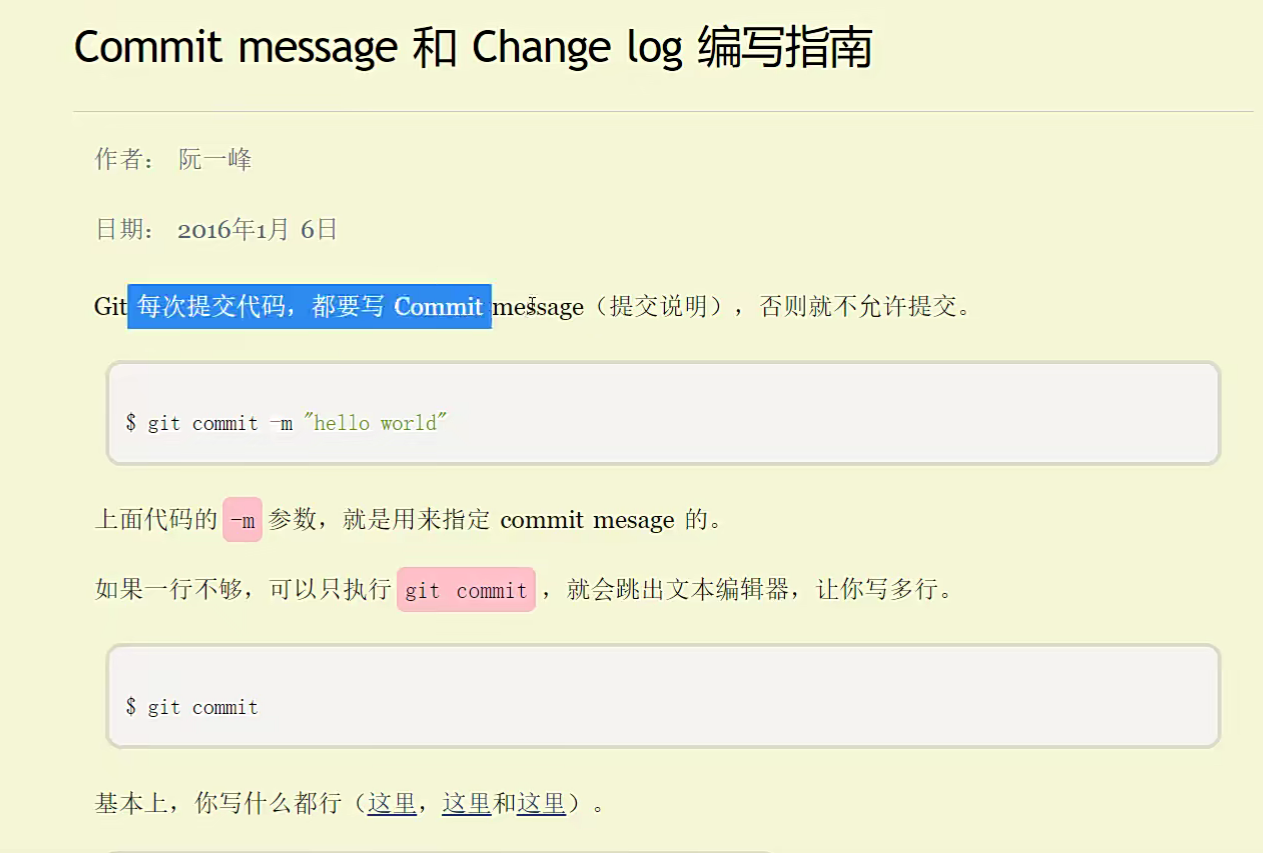 Commit message 和 Change log 编写指南
作者： 阮一峰
日期： 2016年1月 6日
Git 每次提交代码，都要写 Commit message（提交说明），否则就不允许提交。
$ git commit -m "hello world"
上面代码的 -m 参数，就是用来指定 commit mesage 的。
如果一行不够，可以只执行 git commit ，就会跳出文本编辑器，让你写多行。
$ git commit
基本上，你写什么都行（这里，这里和这里）。